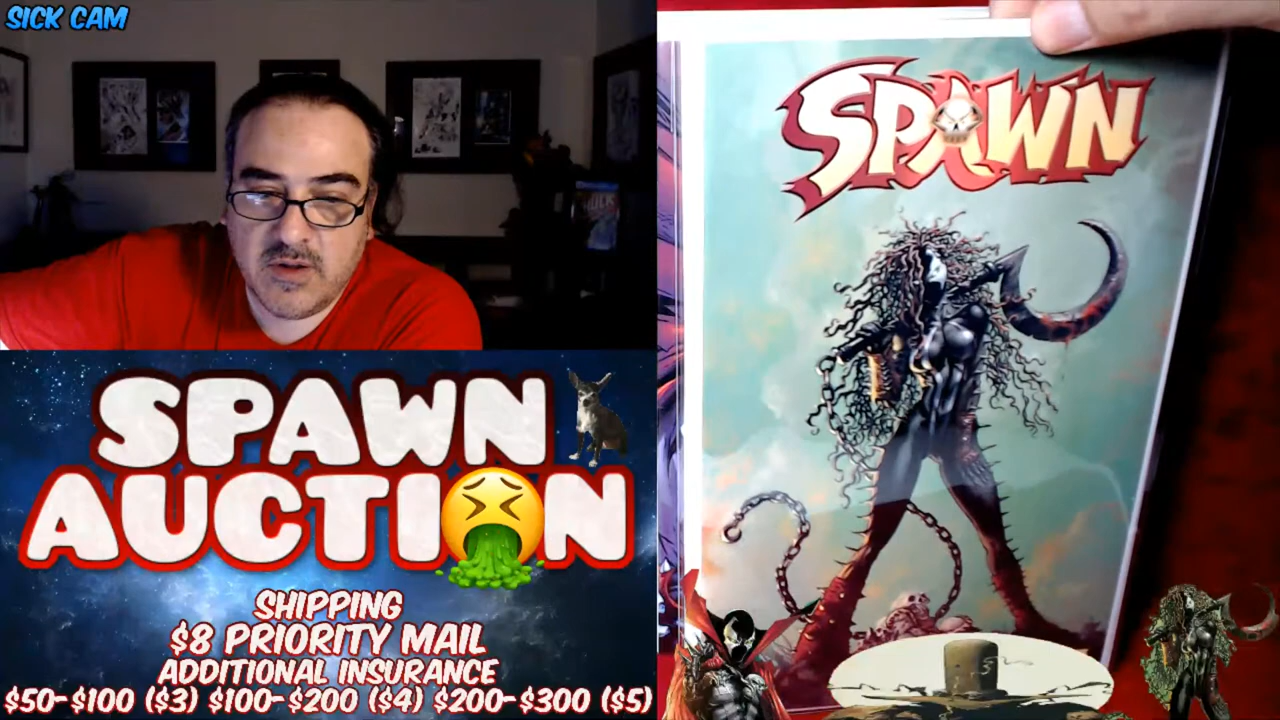 SICK CAM
SPAWN
SPAWN
AUCTION
SHIPPING
$8 PRIORITY MAIL
ADDITIONAL INSURANCE
$50-$100 ($3) $100-$200 ($4) $200-$300 ($5)